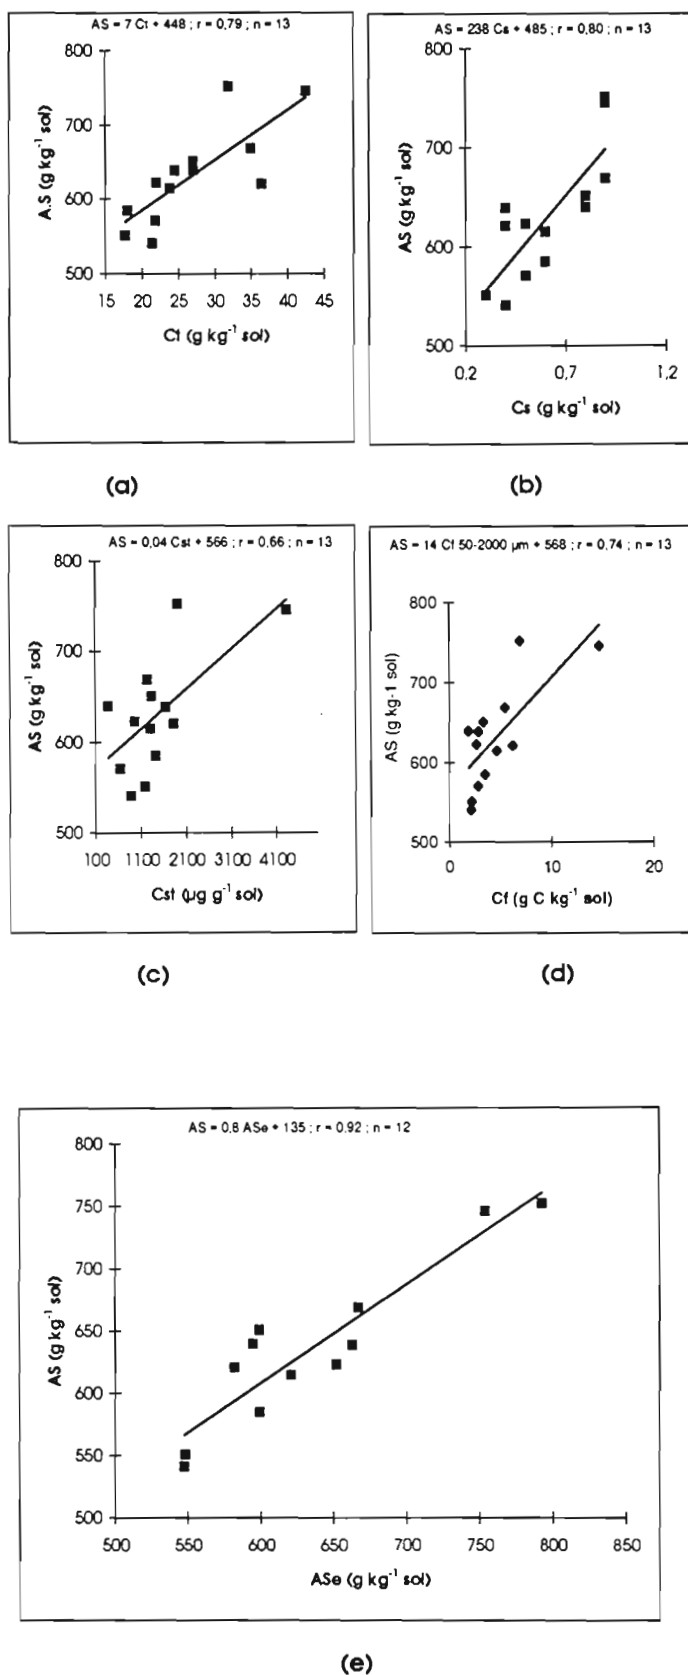 AS = 7 Ct + 448 ; r = 0,79 ; n = 13
800
700
600
500
A.S (g kg-1 sol)
15 20 25 30 35 40 45
Ct (g kg-1 sol)
(a)
AS = 238 Cs + 485 ; r = 0,80 ; n = 13
800
700
600
500
AS (g kg-1 sol)
0,2 0,7 1,2
Cs (g kg-1 sol)
(b)
AS = 0,04 Cst + 566 ; r = 0,66 ; n = 13
800
700
600
500
AS (g kg-1 sol)
100 1100 2100 3100 4100
Cst (µg g-1 sol)
(c)
AS = 14 Cf 50-2000 µm + 568 ; r = 0,74 ; n = 13
800
700
600
500
AS (g kg-1 sol)
0 10 20
Cf (g C kg-1 sol)
(d)
AS = 0,8 ASe + 135 ; r = 0,92 ; n = 12
800
750
700
650
600
550
500
AS (g kg-1 sol)
500 550 600 650 700 750 800 850
ASe (g kg-1 sol)
(e)